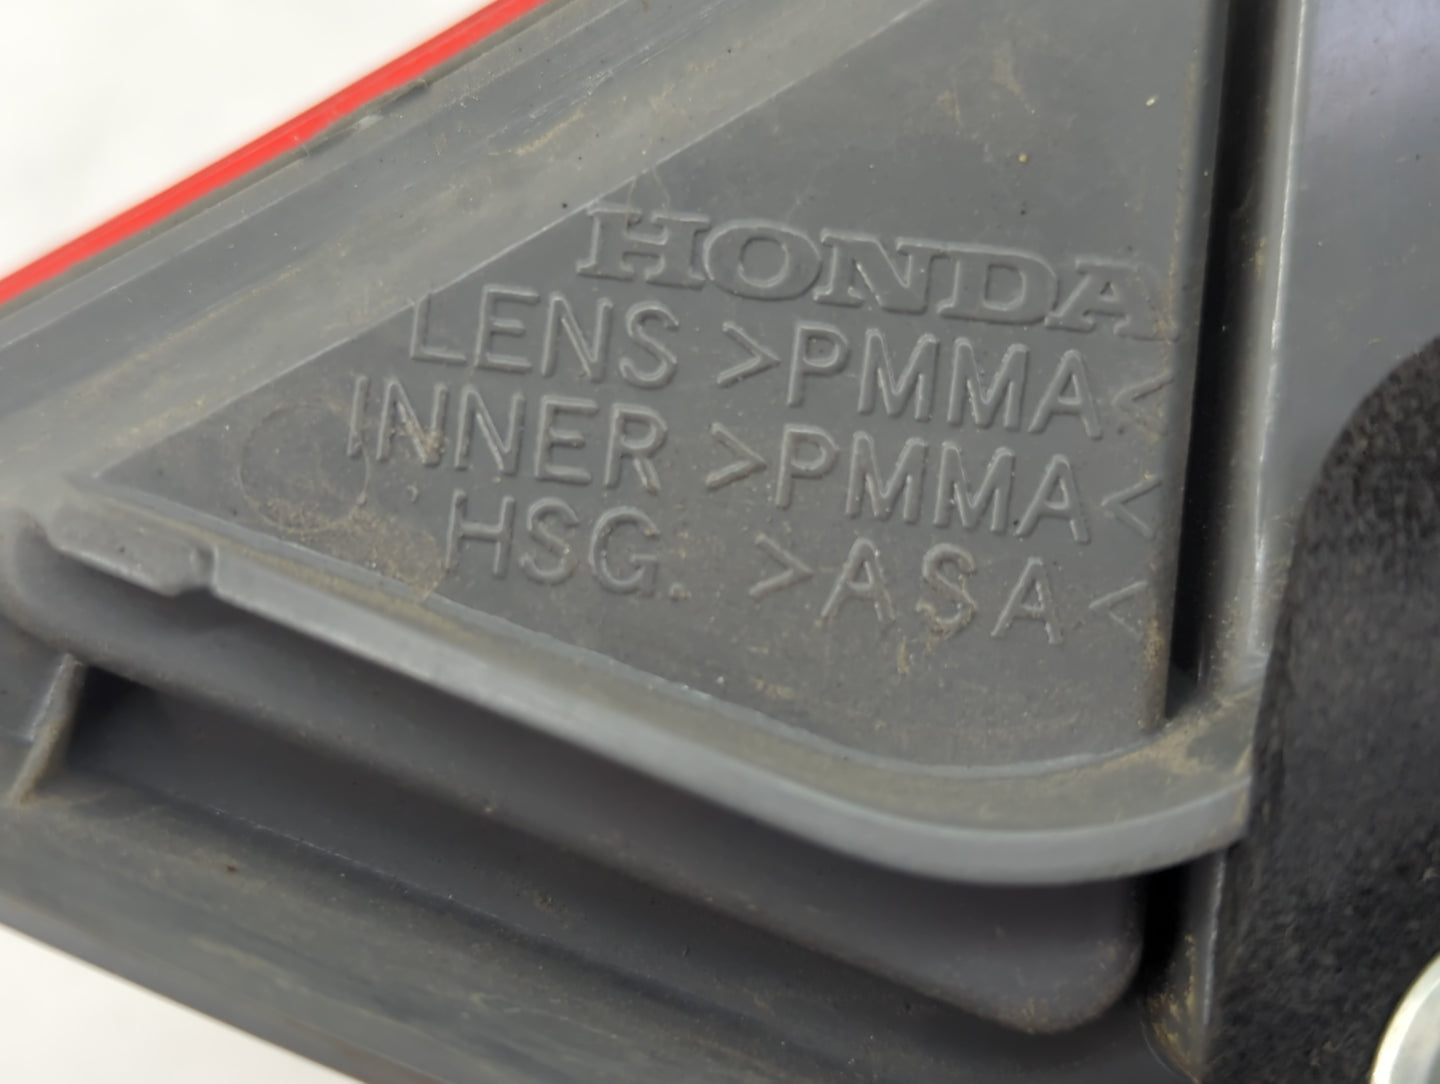 HONDA
LENS >PMMA<
INNER >PMMA<
HSG. >ASA<